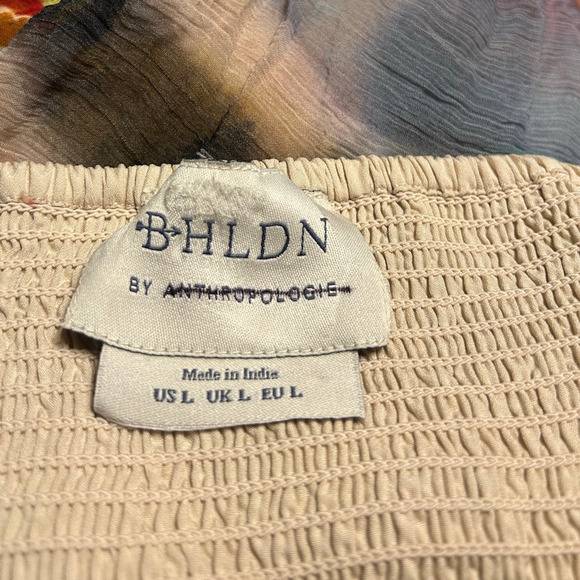 BHLDN
BY ANTHROPOLOGIE
Made in India
US L UK L EU L